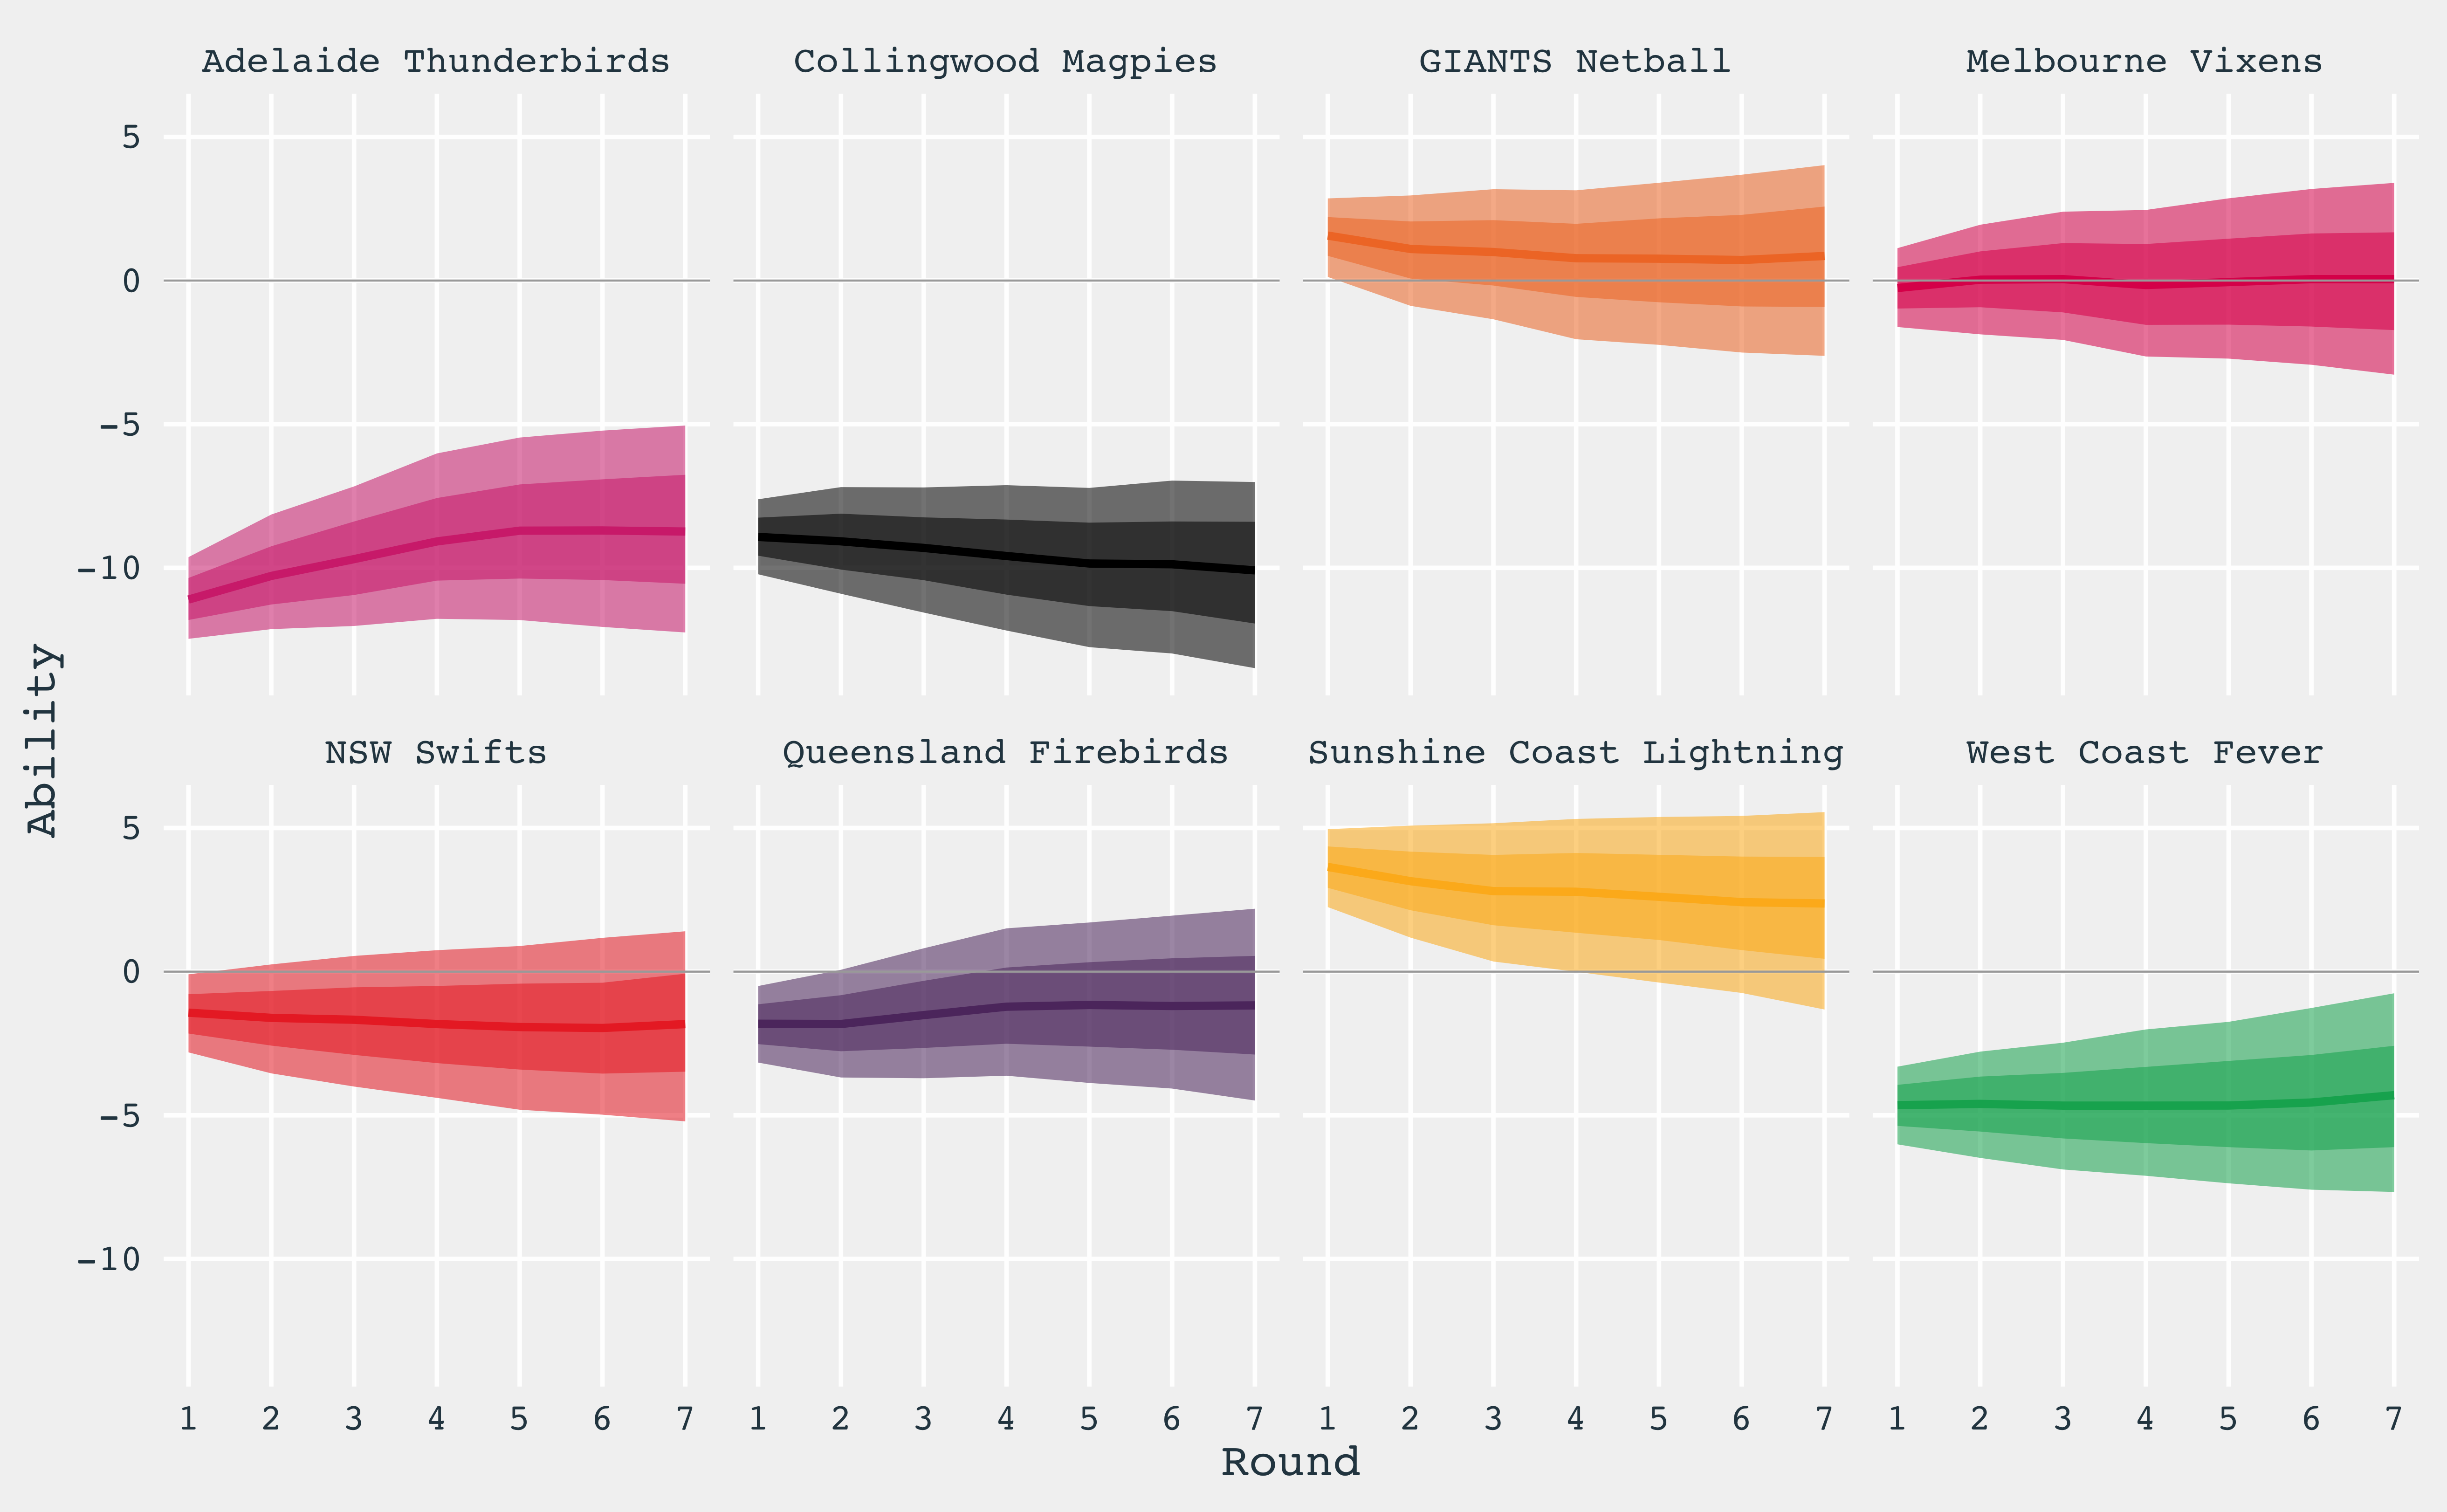 Adelaide Thunderbirds Collingwood Magpies GIANTS Netball Melbourne Vixens
5
0
-5
-10
Ability
NSW Swifts Queensland Firebirds Sunshine Coast Lightning West Coast Fever
5
0
-5
-10
1 2 3 4 5 6 7 1 2 3 4 5 6 7 1 2 3 4 5 6 7 1 2 3 4 5 6 7
Round